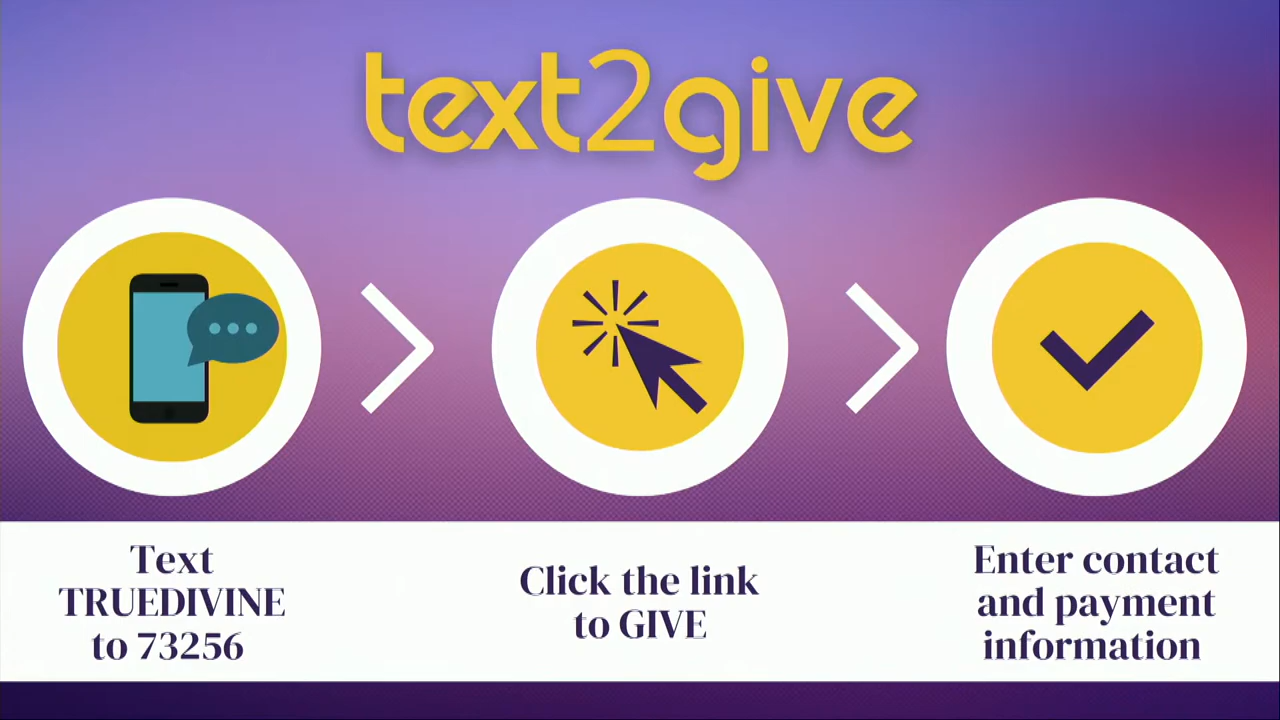 text2give
Text
TRUEDIVINE
to 73256
Click the link
to GIVE
Enter contact
and payment
information